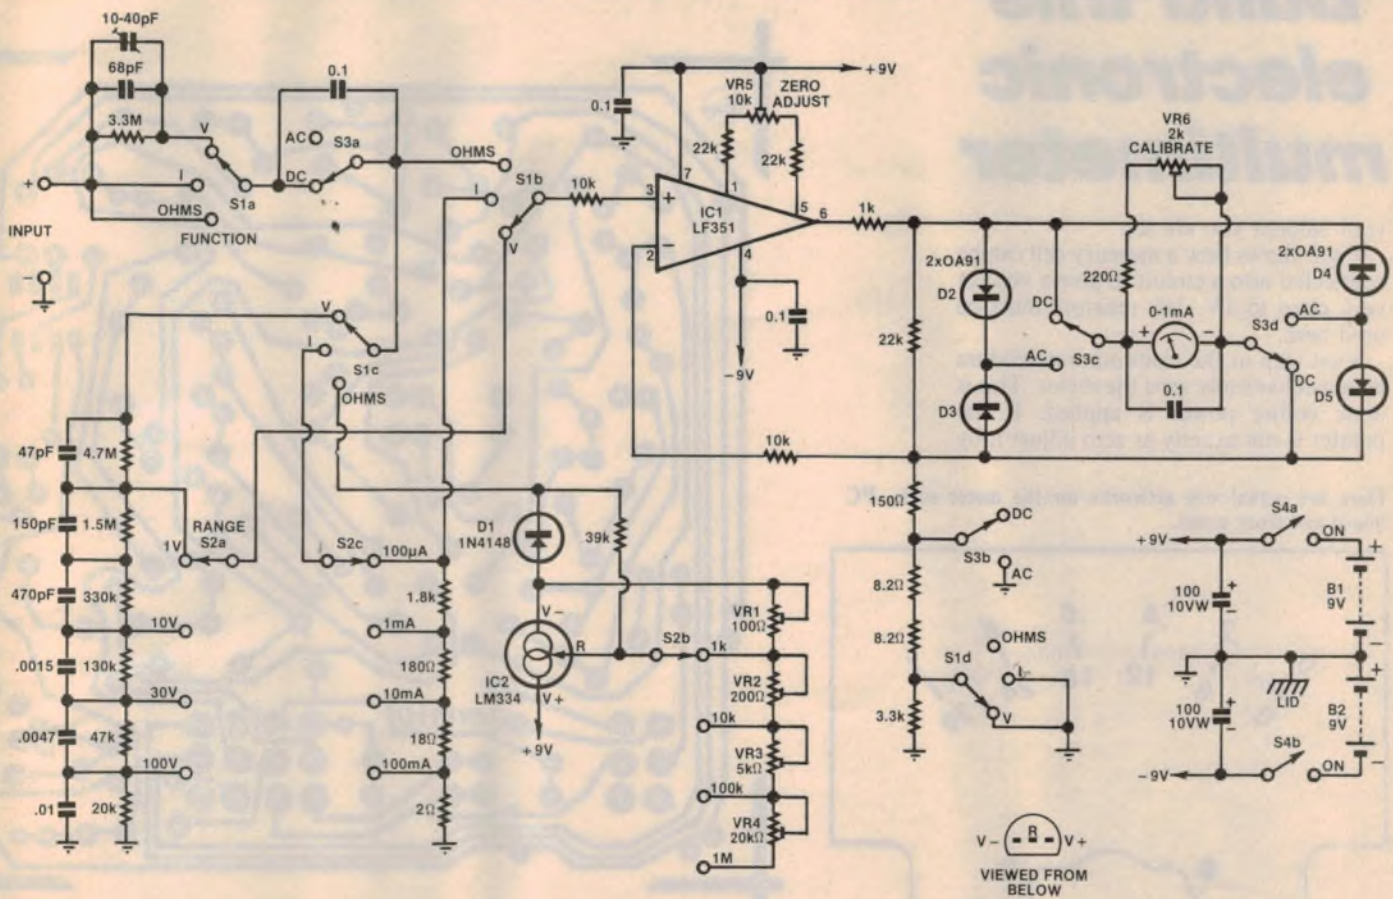 electronic
multimeter
10-40pF
68pF
3.3M
+
INPUT
-
V
I
OHMS
S1a
FUNCTION
0.1
AC
S3a
DC
OHMS
I
S1b
V
10k
0.1
+9V
VR5
10k
ZERO
ADJUST
22k
22k
7
1
5
3
+
IC1
LF351
6
-
2
4
1k
0.1
-9V
VR6
2k
CALIBRATE
2xOA91
D2
22k
DC
220Ω
0-1mA
+
-
S3c
AC
0.1
D3
2xOA91
D4
AC
S3d
DC
D5
10k
V
I
S1c
OHMS
47pF
4.7M
150pF
1.5M
1V
RANGE
S2a
470pF
330k
10V
.0015
130k
30V
.0047
47k
100V
.01
20k
S2c
100μA
1.8k
1mA
180Ω
10mA
18Ω
100mA
2Ω
D1
1N4148
39k
V-
R
IC2
LM334
V+
+9V
S2b
1k
VR1
100Ω
VR2
200Ω
10k
VR3
5kΩ
100k
VR4
20kΩ
1M
150Ω
DC
S3b
AC
8.2Ω
8.2Ω
OHMS
S1d
I
V
3.3k
S4a
ON
+9V
+
100
10VW
-
+
B1
9V
-
LID
+
100
10VW
-
+
B2
9V
-
S4b
ON
-9V
V-
R
V+
VIEWED FROM
BELOW